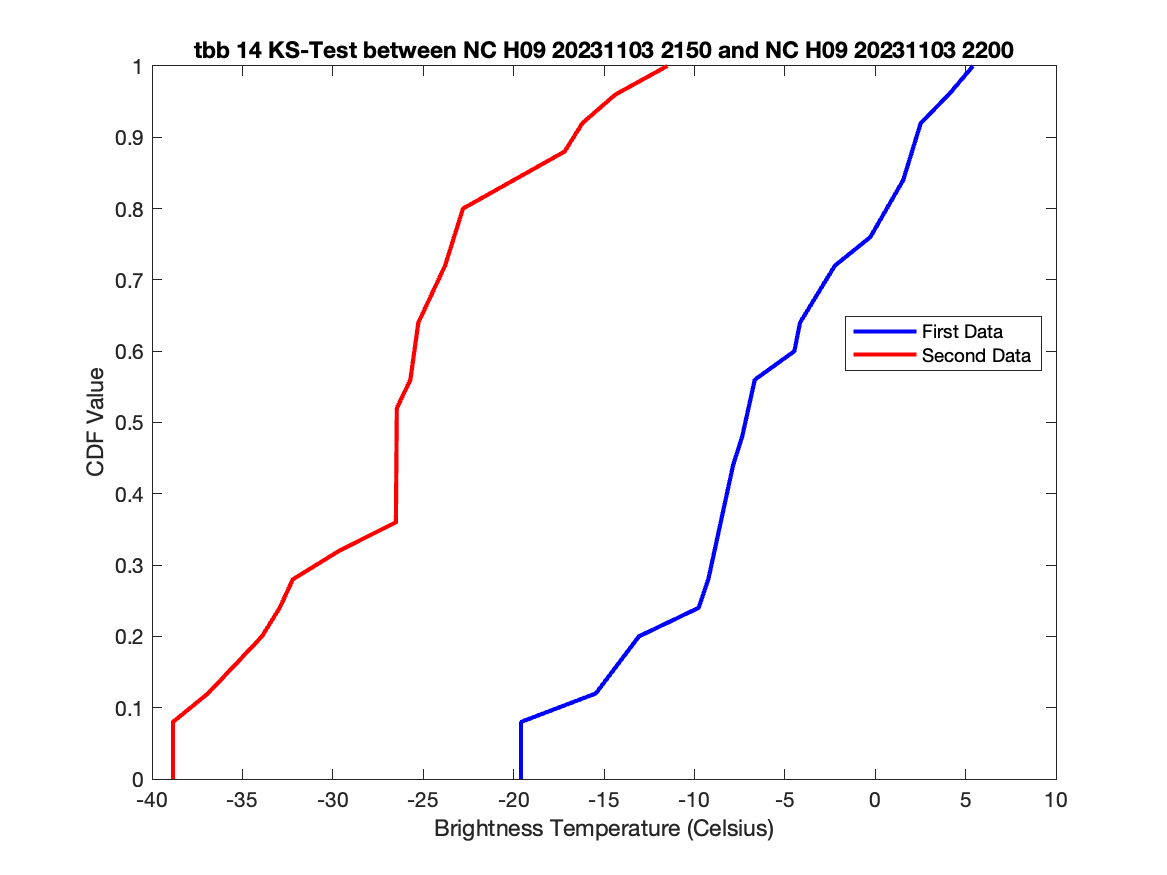 tbb 14 KS-Test between NC H09 20231103 2150 and NC H09 20231103 2200
1
0.9
0.8
0.7
0.6
0.5
0.4
0.3
0.2
0.1
0
CDF Value
First Data
Second Data
-40 -35 -30 -25 -20 -15 -10 -5 0 5 10
Brightness Temperature (Celsius)